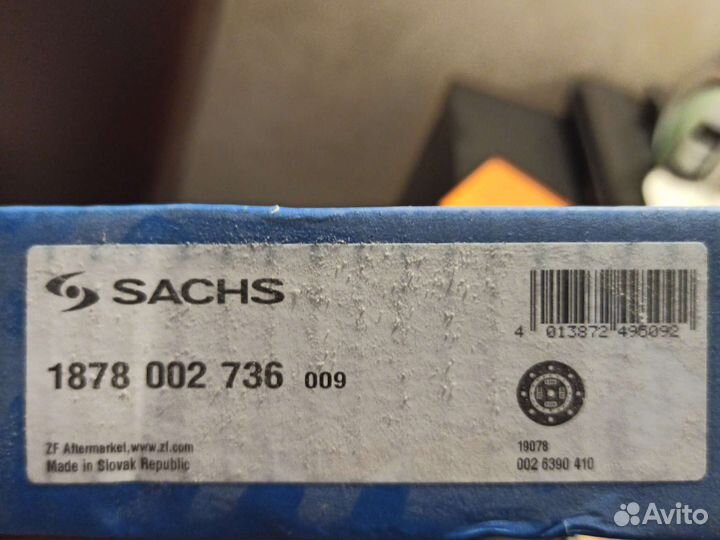 SACHS
4 013872 495092
1878 002 736 009
ZF Aftermarket,www.zf.com
Made in Slovak Republic
19078
002 6390 410
Avito